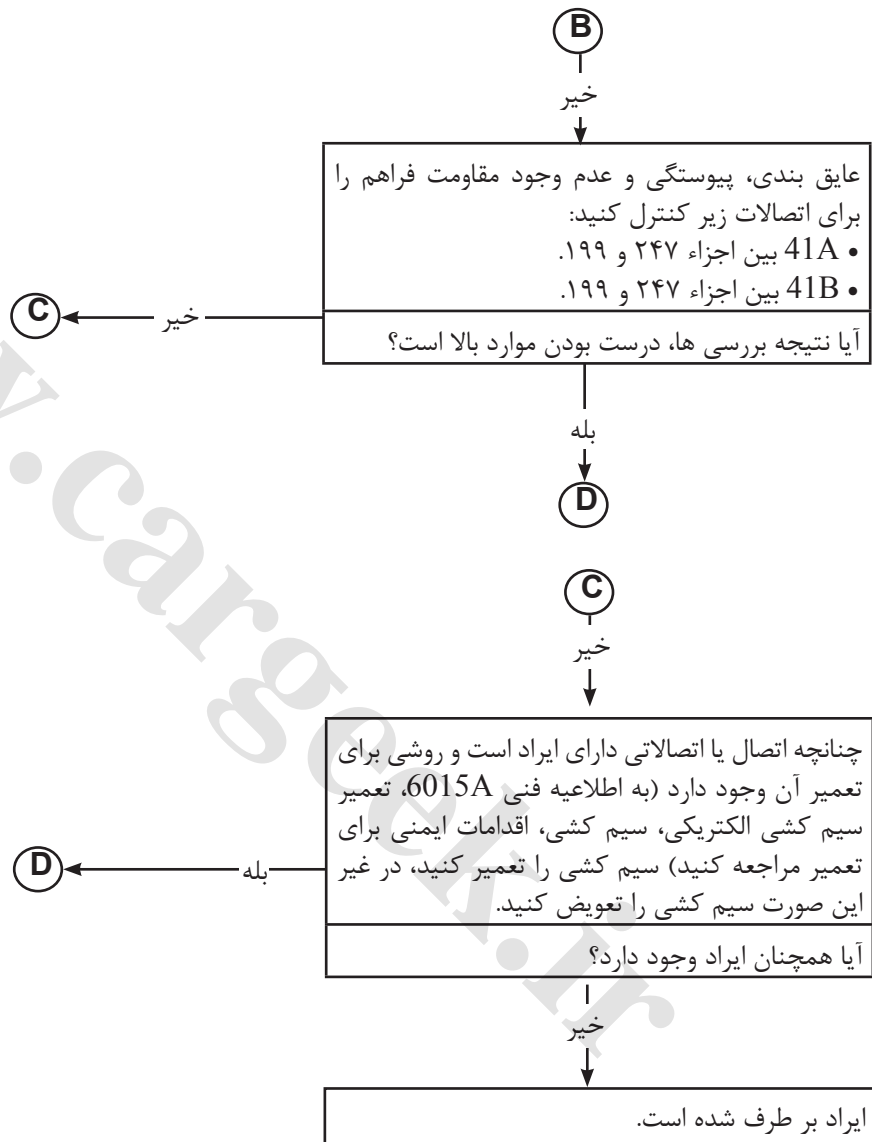 B
خیر
عایق بندی، پیوستگی و عدم وجود مقاومت فراهم را
برای اتصالات زیر کنترل کنید:
• 41A بین اجزاء ۲۴۷ و ۱۹۹.
• 41B بین اجزاء ۲۴۷ و ۱۹۹.
آیا نتیجه بررسی ها، درست بودن موارد بالا است؟
خیر
C
بله
D
C
خیر
چنانچه اتصال یا اتصالاتی دارای ایراد است و روشی برای
تعمیر آن وجود دارد (به اطلاعیه فنی 6015A، تعمیر
سیم کشی الکتریکی، سیم کشی، اقدامات ایمنی برای
تعمیر مراجعه کنید) سیم کشی را تعمیر کنید، در غیر
این صورت سیم کشی را تعویض کنید.
آیا همچنان ایراد وجود دارد؟
بله
D
خیر
ایراد بر طرف شده است.
y.cargeek.ir